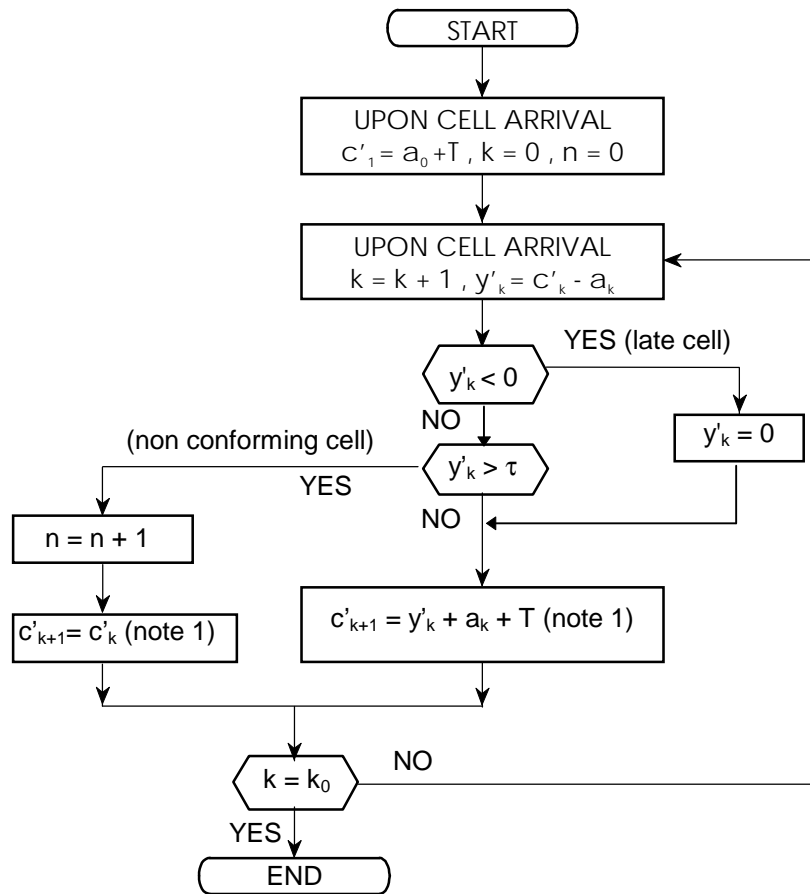 START
UPON CELL ARRIVAL
c'₁ = a₀ +T , k = 0 , n = 0
UPON CELL ARRIVAL
k = k + 1 , y'ₖ = c'ₖ - aₖ
YES (late cell)
y'ₖ < 0
NO
y'ₖ = 0
(non conforming cell)
y'ₖ > τ
YES
NO
n = n + 1
c'ₖ₊₁= c'ₖ (note 1)
c'ₖ₊₁ = y'ₖ + aₖ + T (note 1)
k = k₀
NO
YES
END